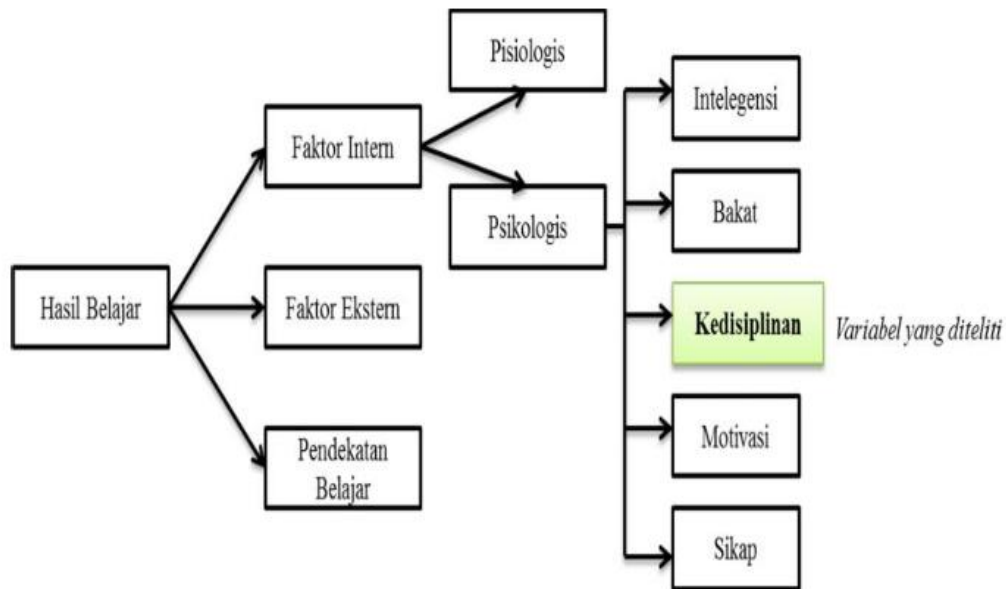 Pisiologis
Intelegensi
Faktor Intern
Bakat
Psikologis
Hasil Belajar
Faktor Ekstern
Kedisiplinan
Variabel yang diteliti
Pendekatan
Belajar
Motivasi
Sikap